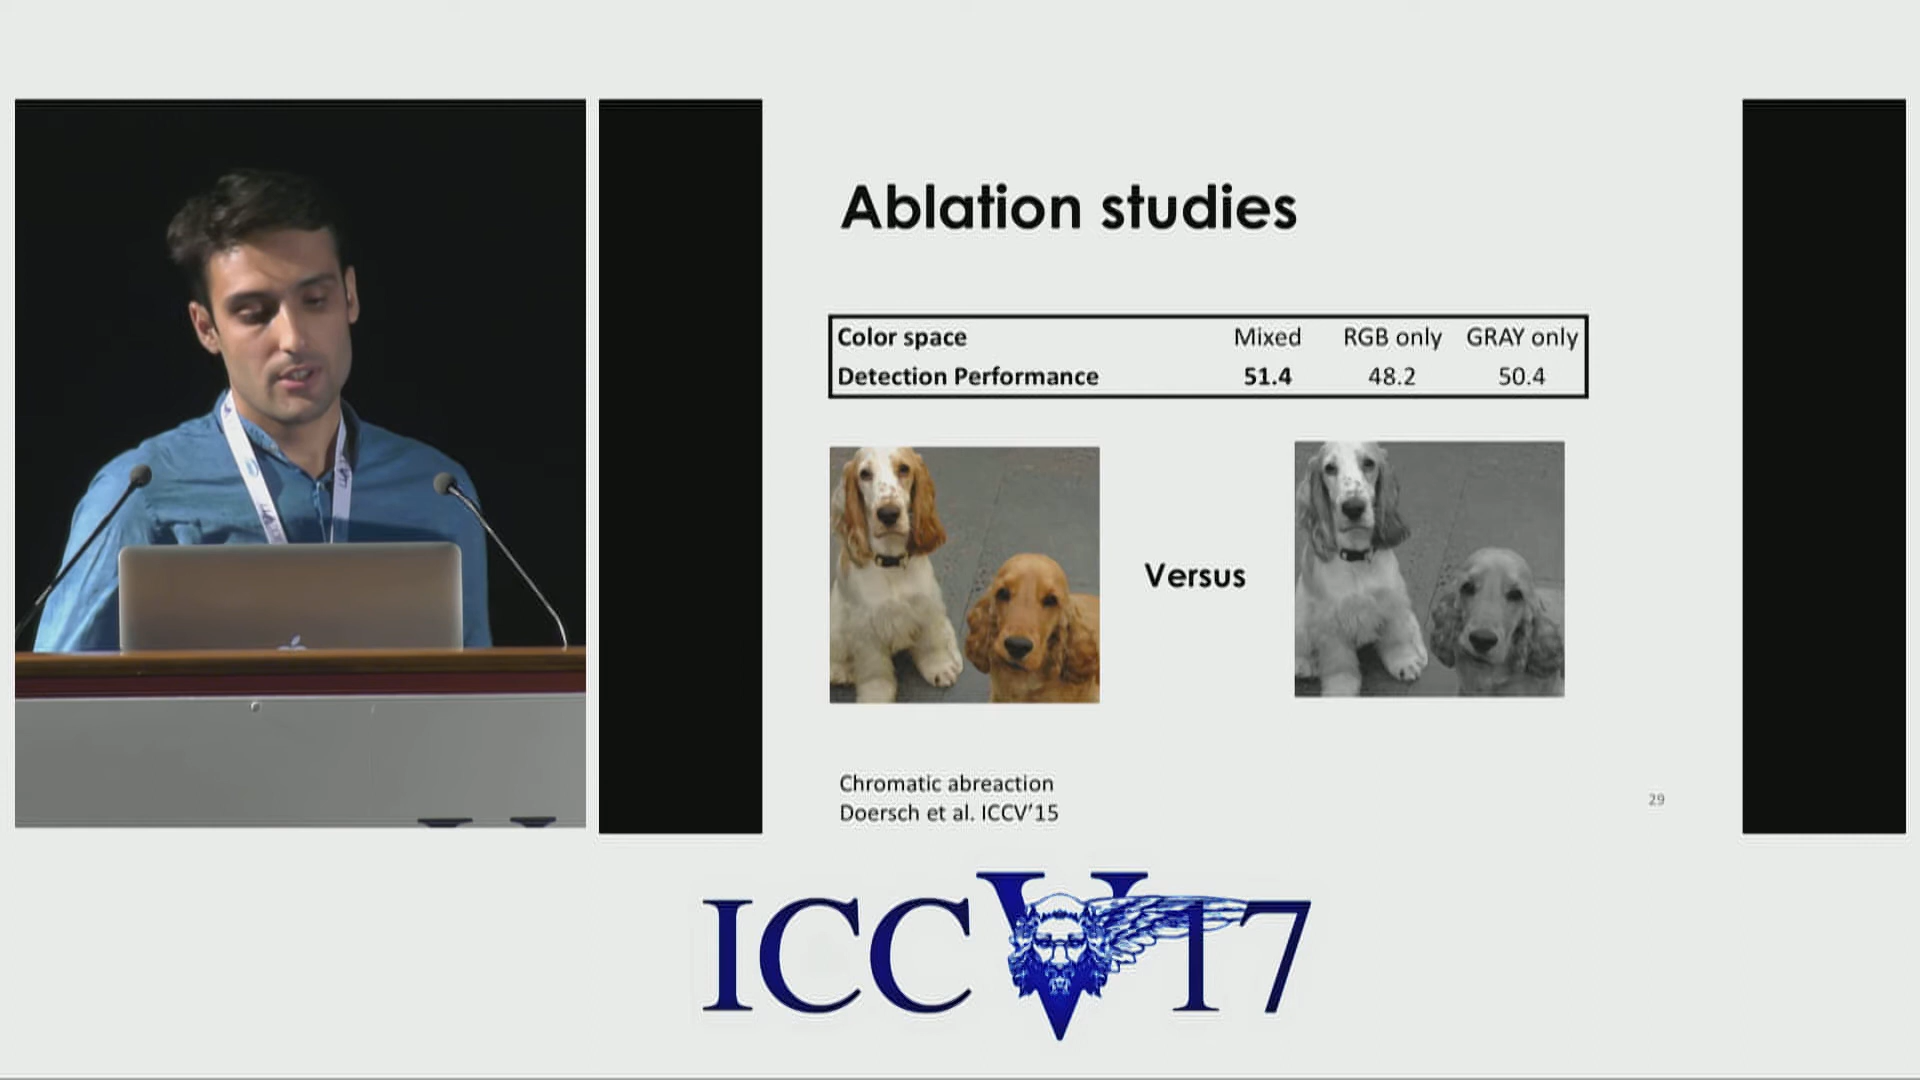 Ablation studies
Color space Mixed RGB only GRAY only
Detection Performance 51.4 48.2 50.4
Versus
Chromatic abreaction
Doersch et al. ICCV'15
29
ICCV17